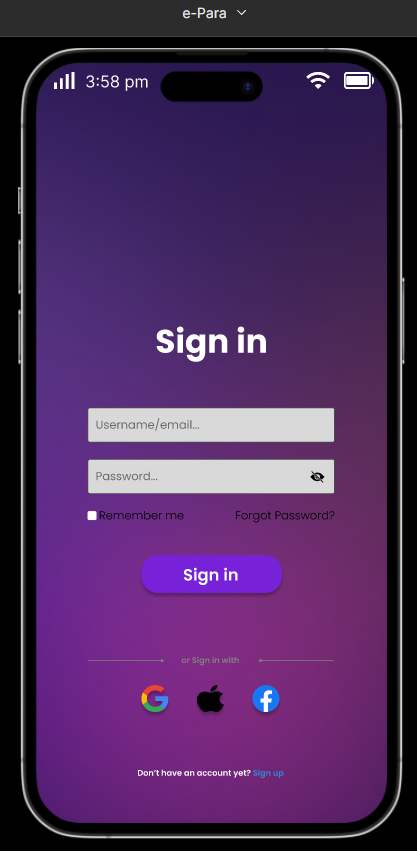 e-Para
3:58 pm
Sign in
Username/email...
Password...
Remember me Forgot Password?
Sign in
or Sign in with
Don't have an account yet? Sign up